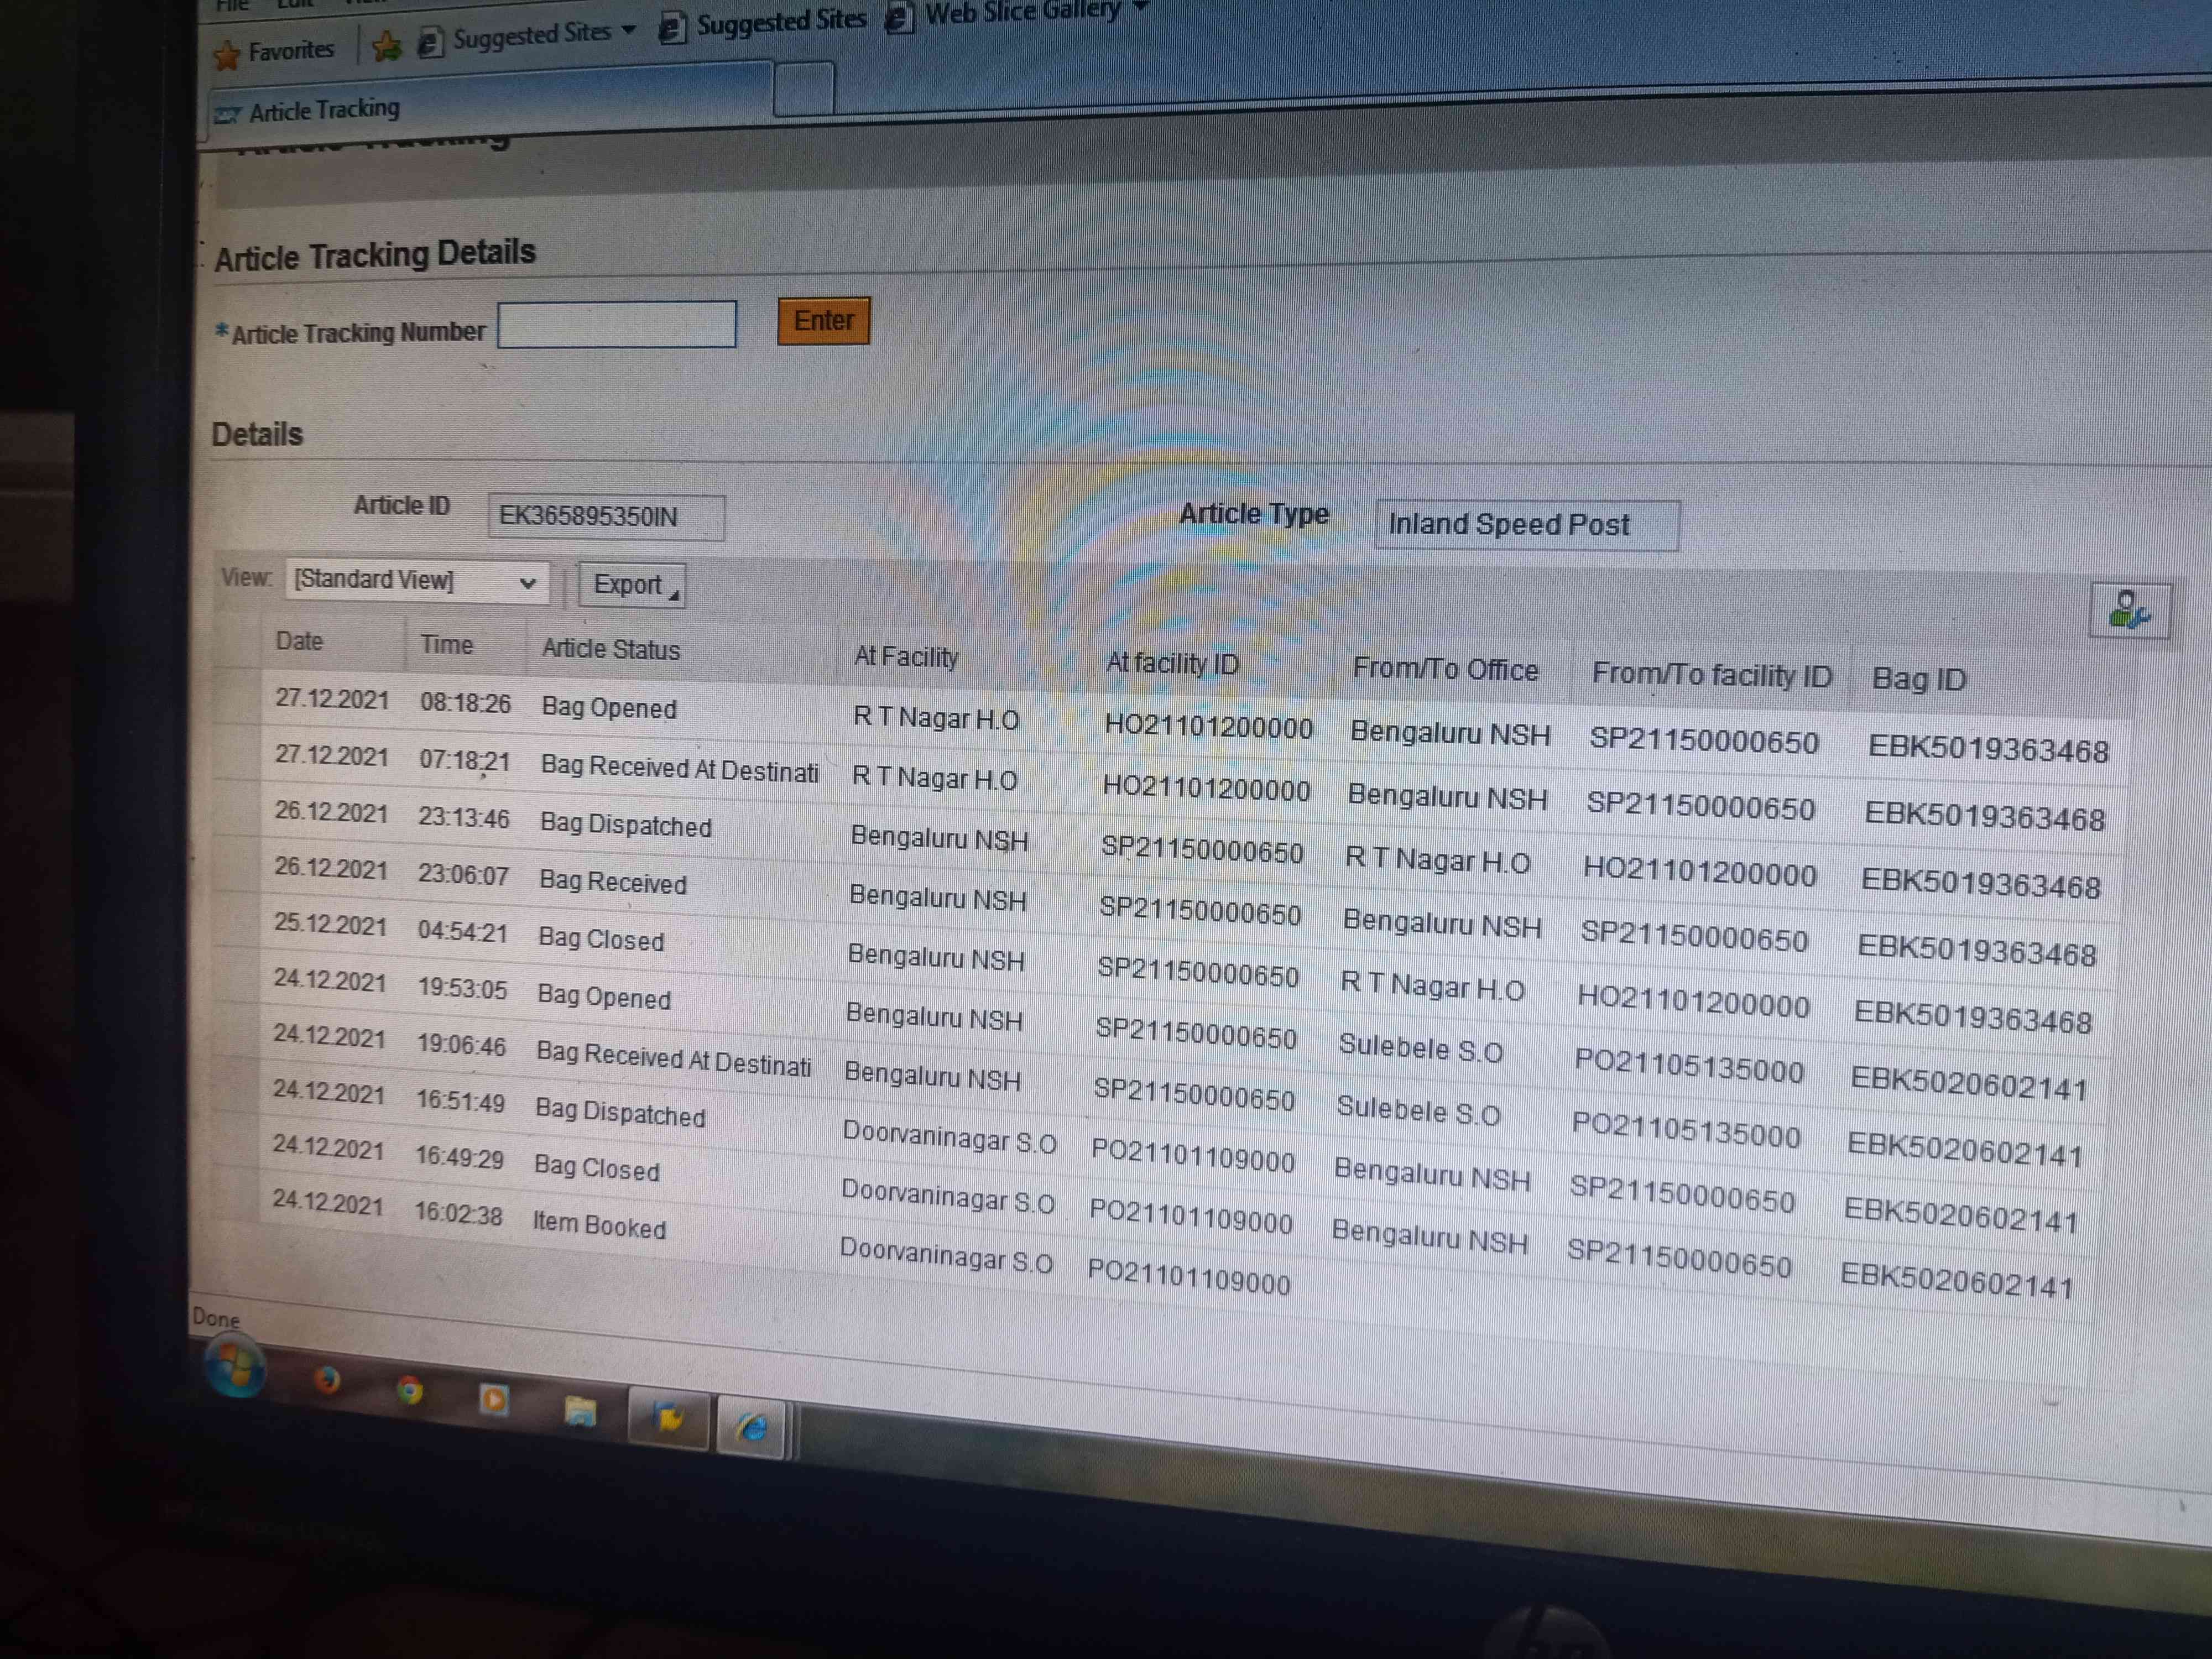 File
Favorites Suggested Sites Suggested Sites Web Slice Gallery
Article Tracking
Article Tracking
Article Tracking Details
*Article Tracking Number Enter
Details
Article ID EK365895350IN Article Type Inland Speed Post
View: [Standard View] Export
Date Time Article Status At Facility At facility ID From/To Office From/To facility ID Bag ID
27.12.2021 08:18:26 Bag Opened R T Nagar H.O HO21101200000 Bengaluru NSH SP21150000650 EBK5019363468
27.12.2021 07:18:21 Bag Received At Destinati R T Nagar H.O HO21101200000 Bengaluru NSH SP21150000650 EBK5019363468
26.12.2021 23:13:46 Bag Dispatched Bengaluru NSH SP21150000650 R T Nagar H.O HO21101200000 EBK5019363468
26.12.2021 23:06:07 Bag Received Bengaluru NSH SP21150000650 Bengaluru NSH SP21150000650 EBK5019363468
25.12.2021 04:54:21 Bag Closed Bengaluru NSH SP21150000650 R T Nagar H.O HO21101200000 EBK5019363468
24.12.2021 19:53:05 Bag Opened Bengaluru NSH SP21150000650 Sulebele S.O PO21105135000 EBK5020602141
24.12.2021 19:06:46 Bag Received At Destinati Bengaluru NSH SP21150000650 Sulebele S.O PO21105135000 EBK5020602141
24.12.2021 16:51:49 Bag Dispatched Doorvaninagar S.O PO21101109000 Bengaluru NSH SP21150000650 EBK5020602141
24.12.2021 16:49:29 Bag Closed Doorvaninagar S.O PO21101109000 Bengaluru NSH SP21150000650 EBK5020602141
24.12.2021 16:02:38 Item Booked Doorvaninagar S.O PO21101109000
Done
hp